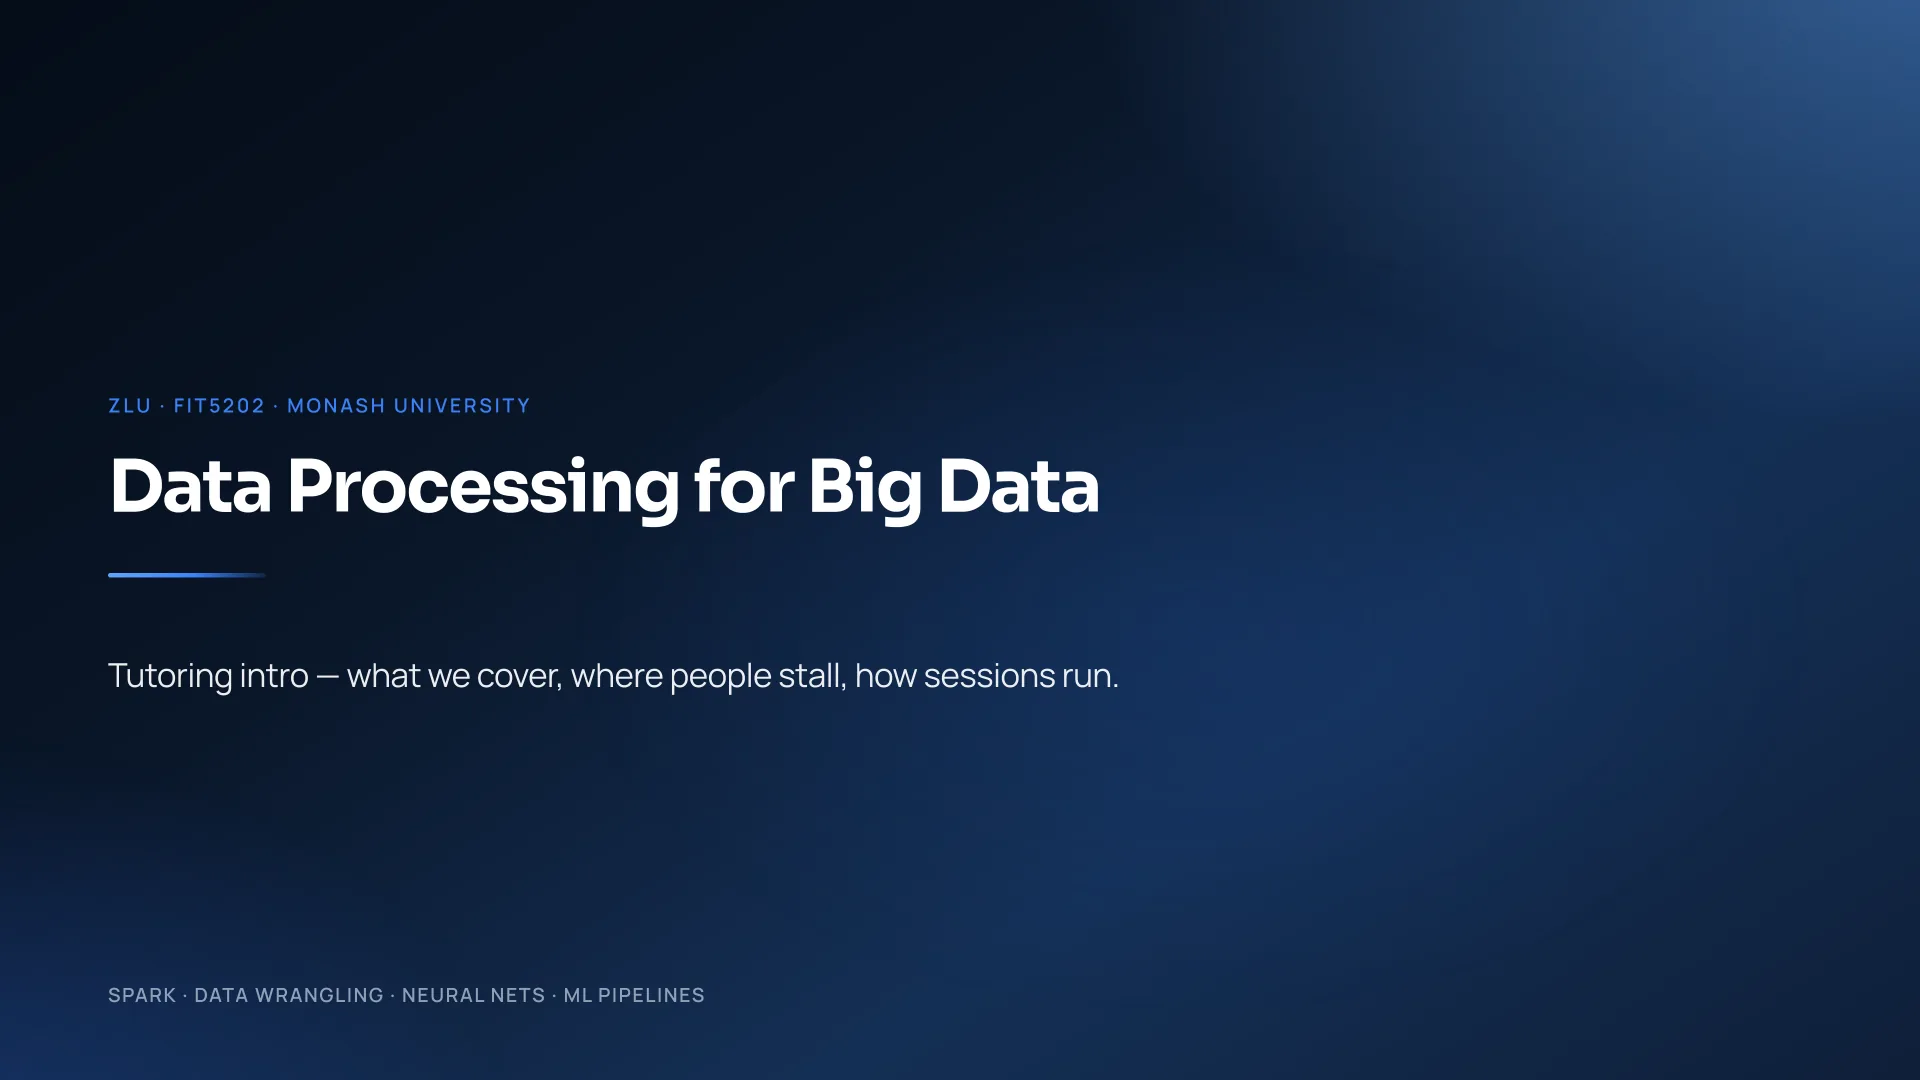 ZLU · FIT5202 · MONASH UNIVERSITY
Data Processing for Big Data
Tutoring intro — what we cover, where people stall, how sessions run.
SPARK · DATA WRANGLING · NEURAL NETS · ML PIPELINES